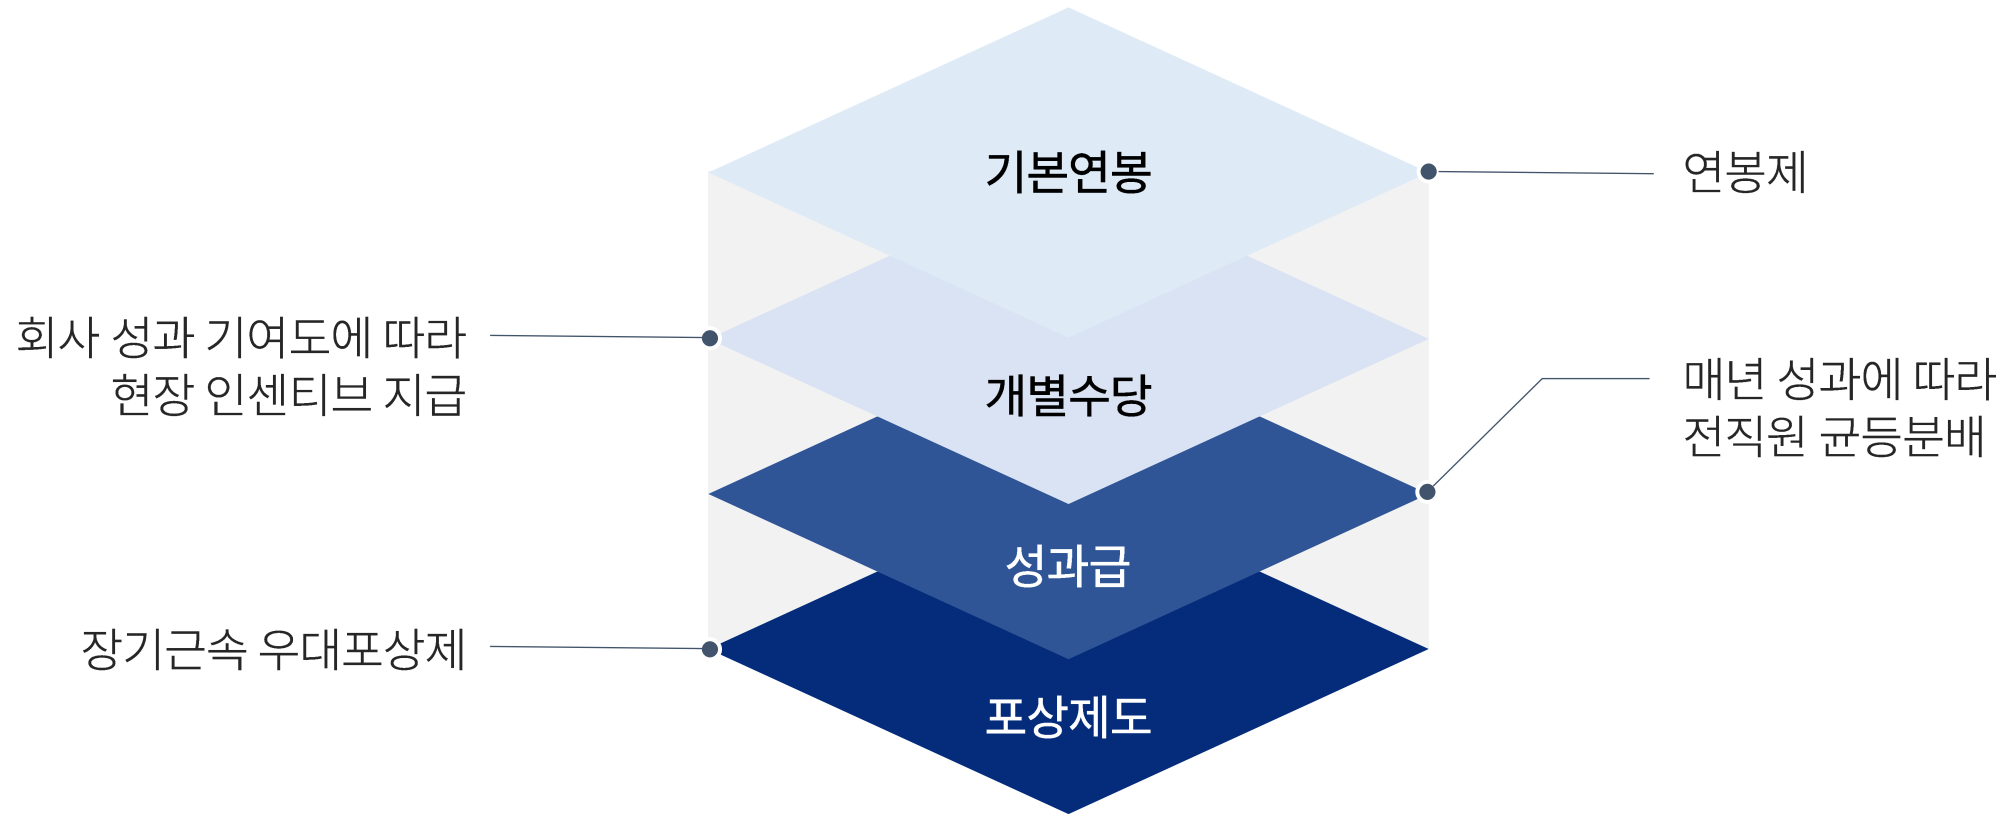 기본연봉
연봉제
회사 성과 기여도에 따라
현장 인센티브 지급
개별수당
매년 성과에 따라
전직원 균등분배
성과급
장기근속 우대포상제
포상제도